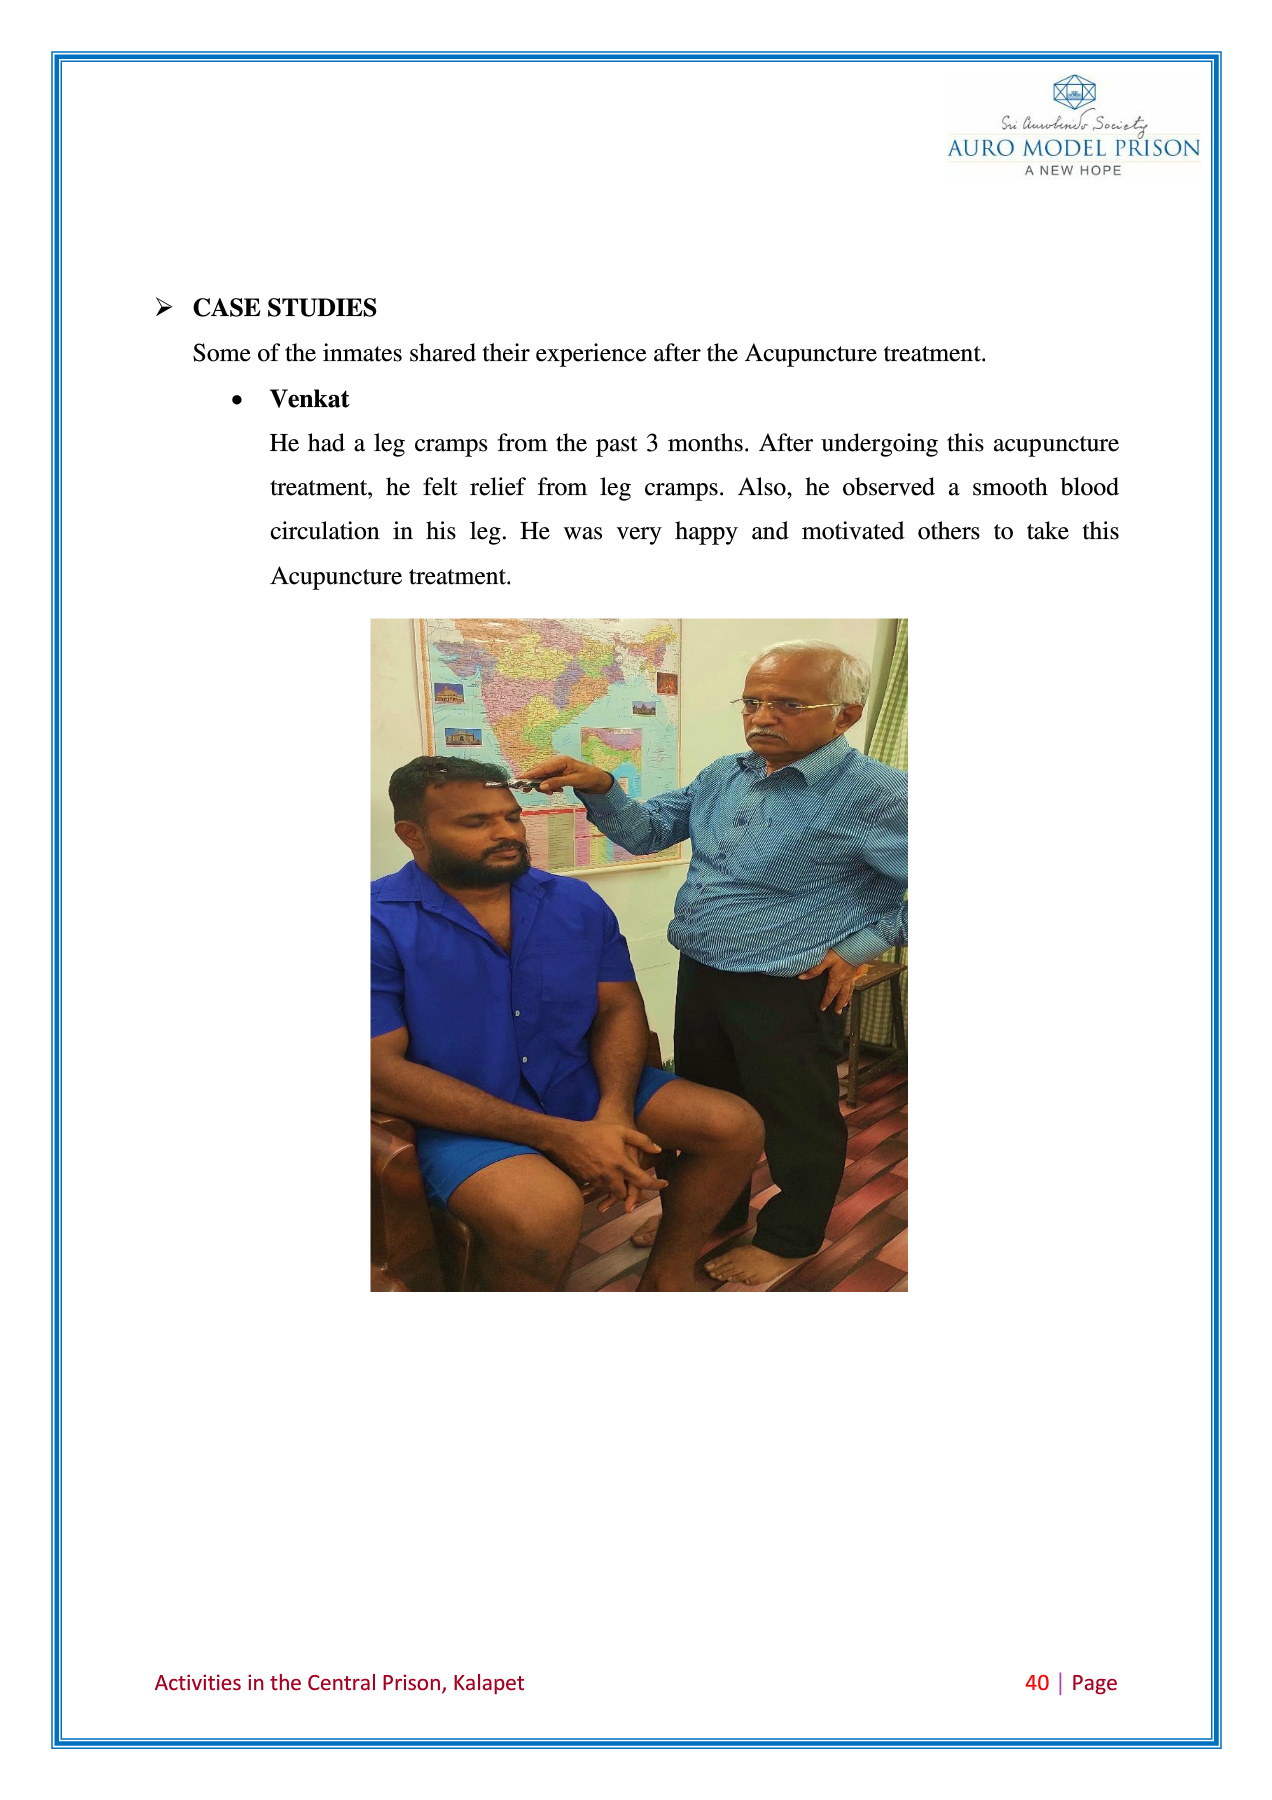 Sri Aurobindo Society
AURO MODEL PRISON
A NEW HOPE
➢ CASE STUDIES
Some of the inmates shared their experience after the Acupuncture treatment.
• Venkat
He had a leg cramps from the past 3 months. After undergoing this acupuncture
treatment, he felt relief from leg cramps. Also, he observed a smooth blood
circulation in his leg. He was very happy and motivated others to take this
Acupuncture treatment.
Activities in the Central Prison, Kalapet
40 | Page